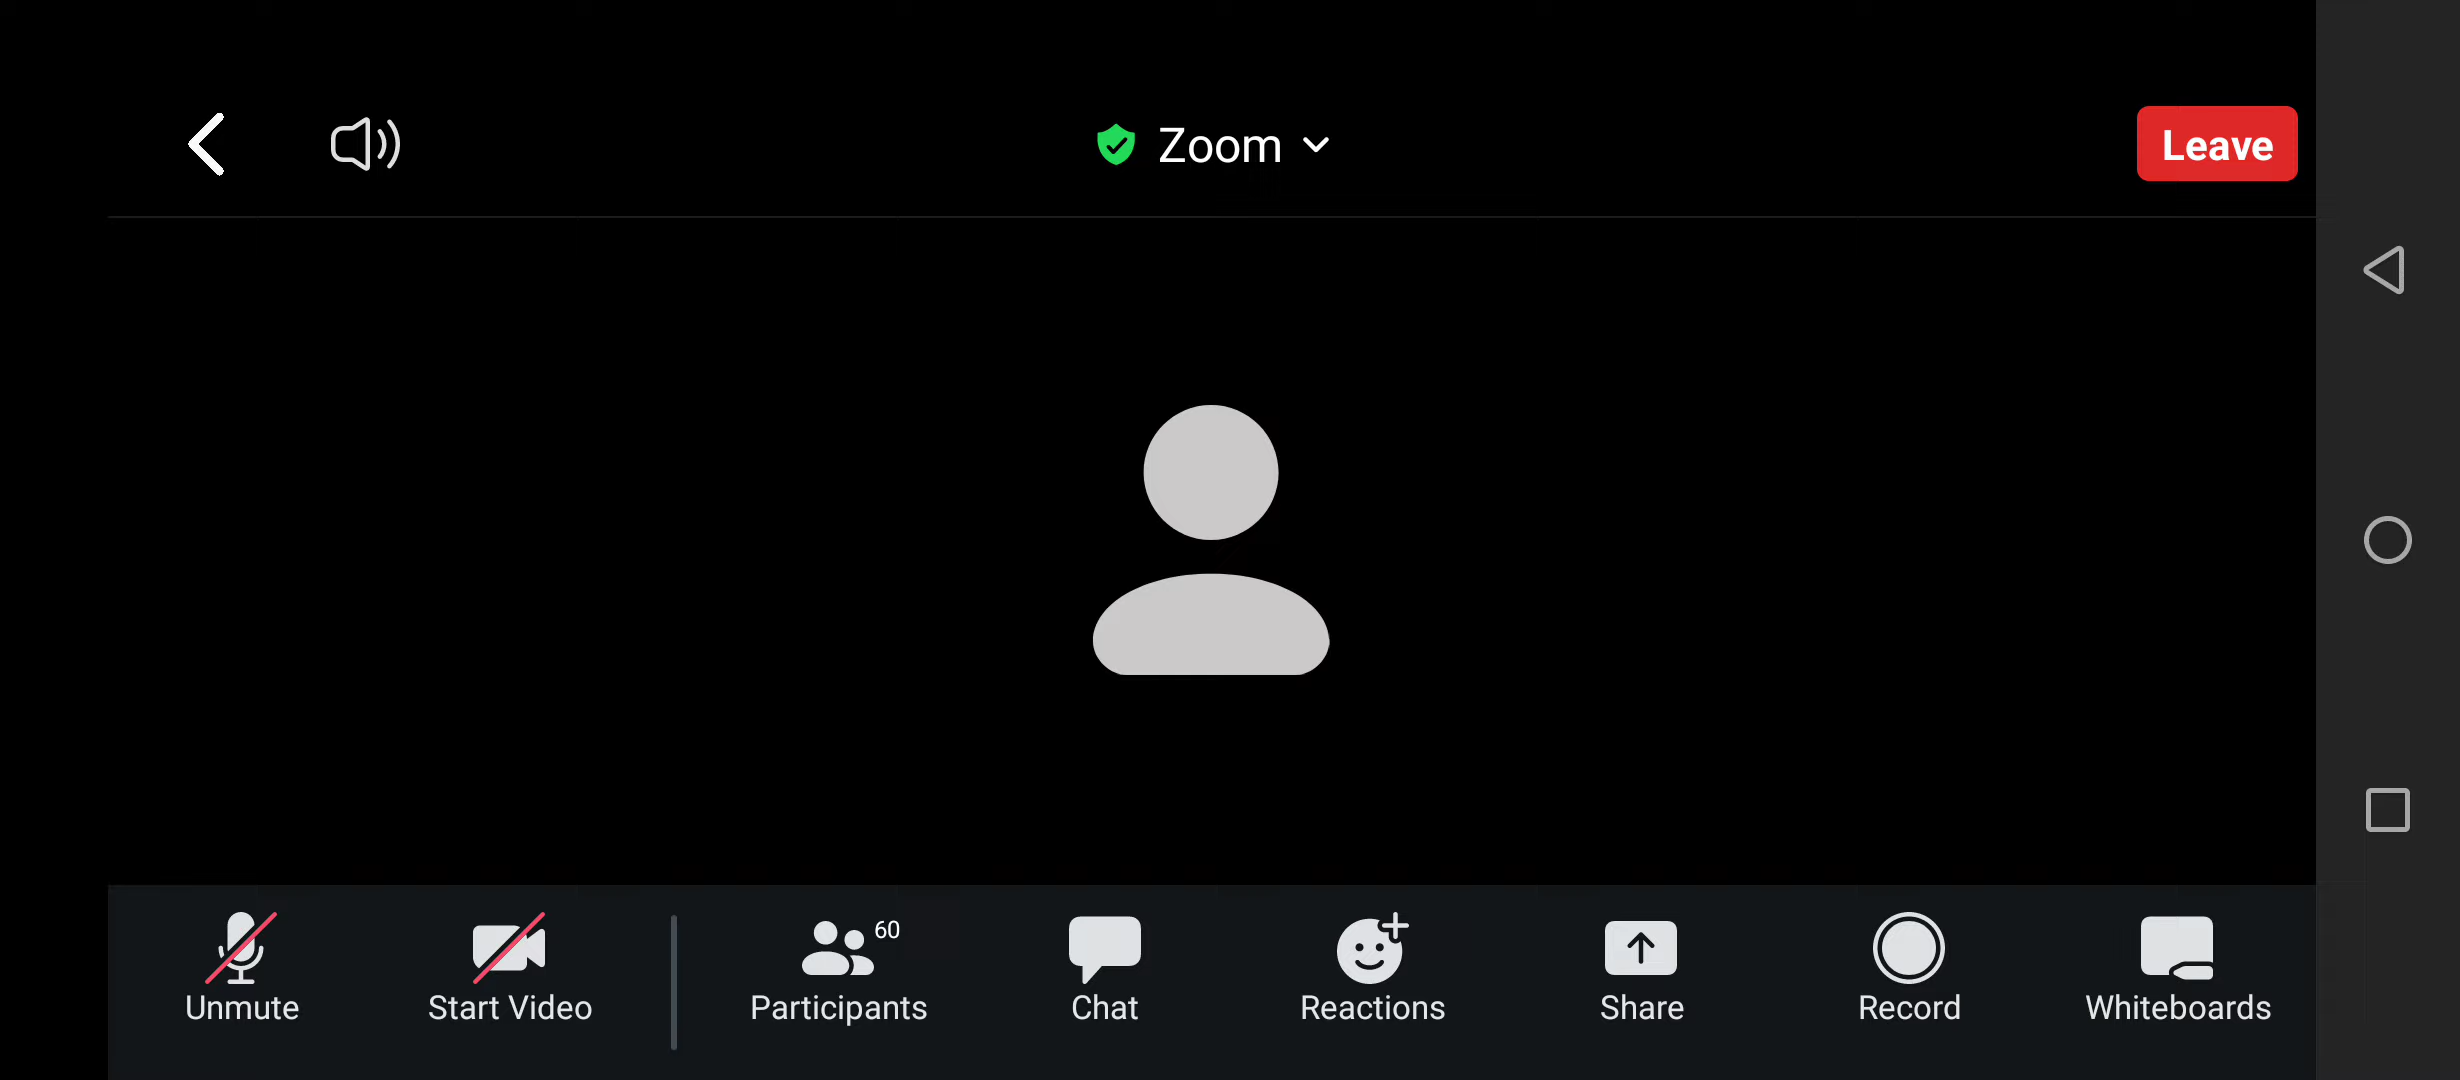 Zoom
Leave
60
Unmute
Start Video
Participants
Chat
Reactions
Share
Record
Whiteboards